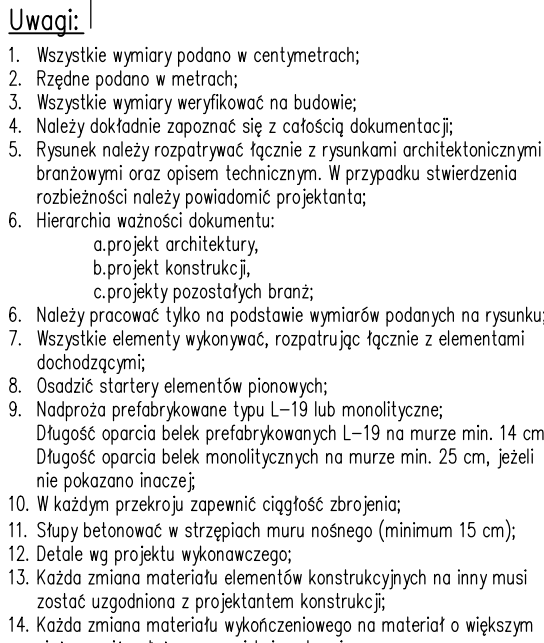 Uwagi:
1. Wszystkie wymiary podano w centymetrach;
2. Rzędne podano w metrach;
3. Wszystkie wymiary weryfikować na budowie;
4. Należy dokładnie zapoznać się z całością dokumentacji;
5. Rysunek należy rozpatrywać łącznie z rysunkami architektonicznymi
branżowymi oraz opisem technicznym. W przypadku stwierdzenia
rozbieżności należy powiadomić projektanta;
6. Hierarchia ważności dokumentu:
a.projekt architektury,
b.projekt konstrukcji,
c.projekty pozostałych branż;
6. Należy pracować tylko na podstawie wymiarów podanych na rysunku;
7. Wszystkie elementy wykonywać, rozpatrując łącznie z elementami
dochodzącymi;
8. Osadzić startery elementów pionowych;
9. Nadproża prefabrykowane typu L-19 lub monolityczne;
Długość oparcia belek prefabrykowanych L-19 na murze min. 14 cm
Długość oparcia belek monolitycznych na murze min. 25 cm, jeżeli
nie pokazano inaczej;
10. W każdym przekroju zapewnić ciągłość zbrojenia;
11. Słupy betonować w strzępiach muru nośnego (minimum 15 cm);
12. Detale wg projektu wykonawczego;
13. Każda zmiana materiału elementów konstrukcyjnych na inny musi
zostać uzgodniona z projektantem konstrukcji;
14. Każda zmiana materiału wykończeniowego na materiał o większym